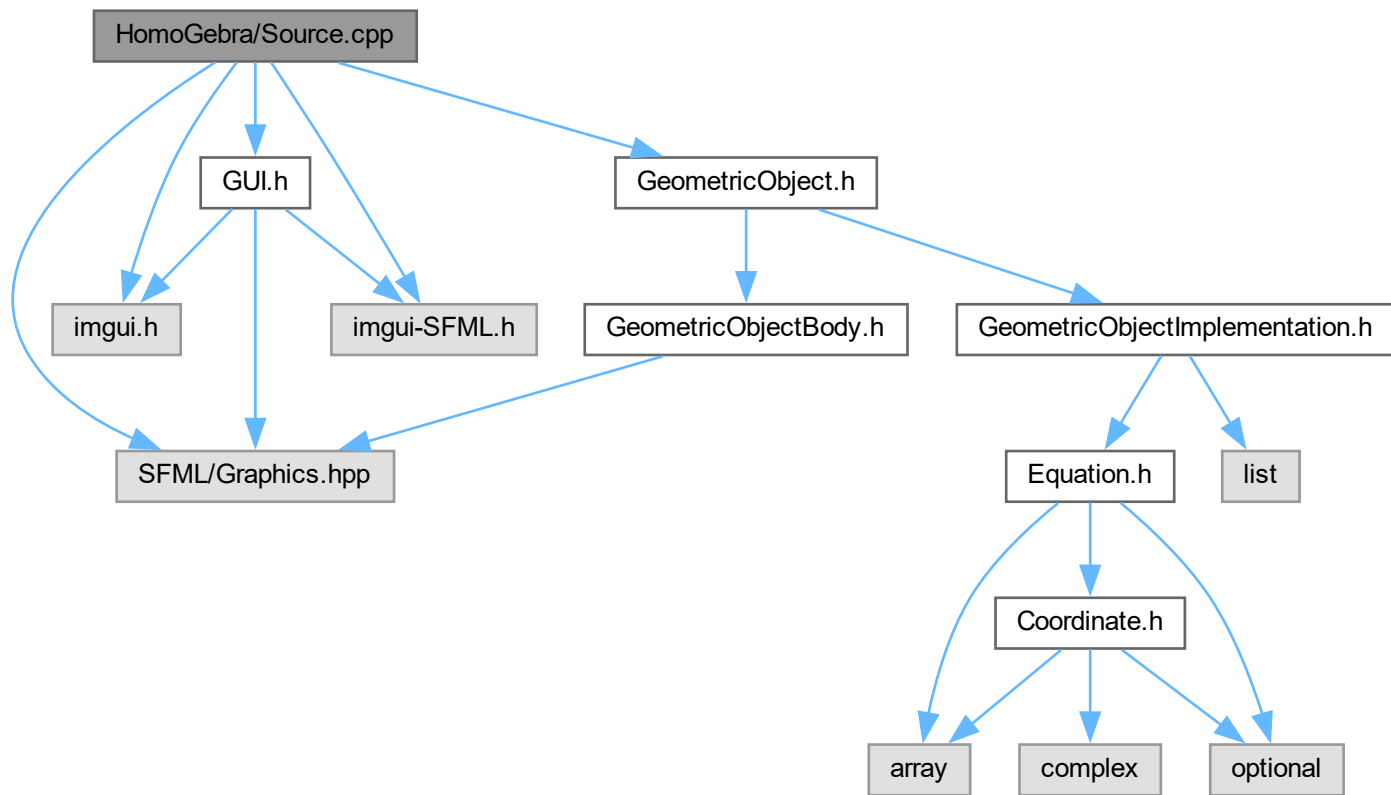 HomoGebra/Source.cpp
GUI.h
GeometricObject.h
imgui.h
imgui-SFML.h
GeometricObjectBody.h
GeometricObjectImplementation.h
SFML/Graphics.hpp
Equation.h
list
Coordinate.h
array
complex
optional